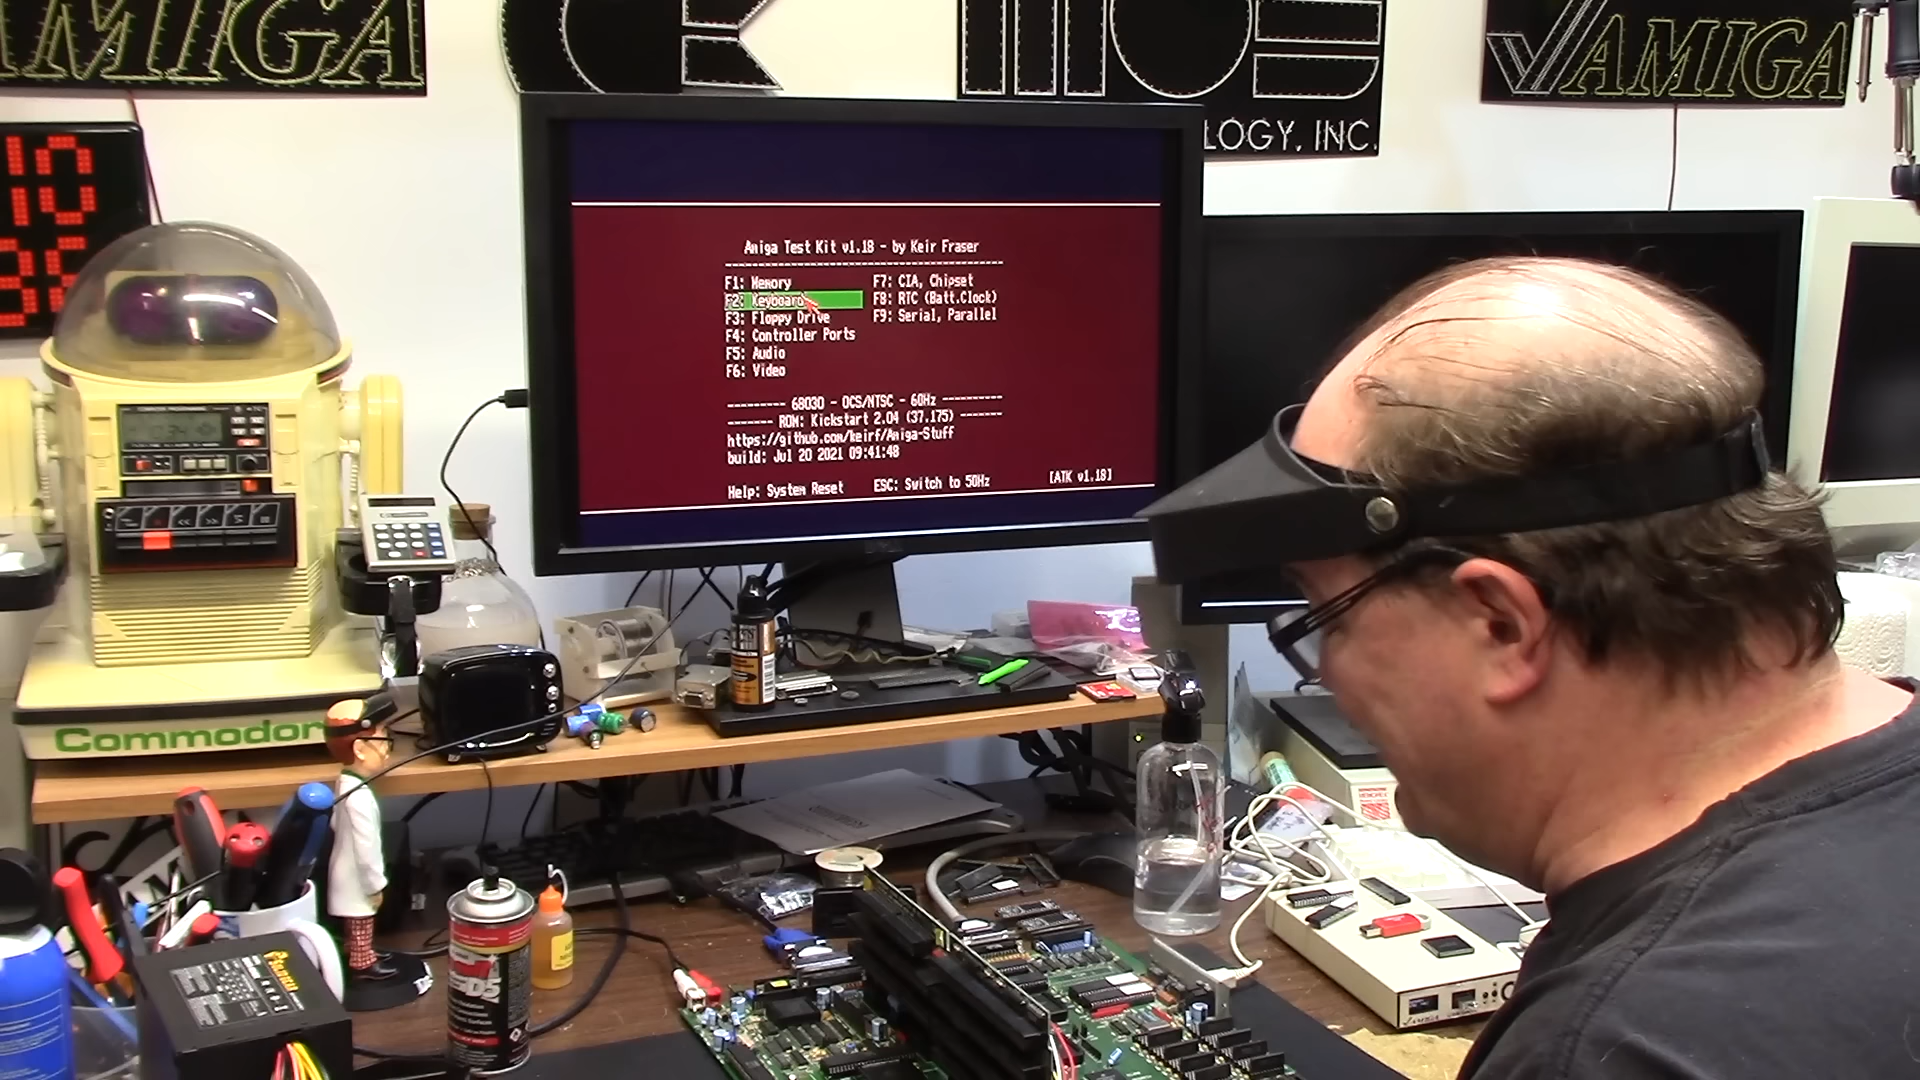 AMIGA
LOGY, INC.
AMIGA
10
Amiga Test Kit v1.18 - by Keir Fraser
F1: Memory
F2: Keyboard
F3: Floppy Drive
F4: Controller Ports
F5: Audio
F6: Video
F7: CIA, Chipset
F8: RTC (Batt.Clock)
F9: Serial, Parallel
--------- 68030 - OCS/NTSC - 60Hz ----------
------- ROM: Kickstart 2.04 (37.175) -------
https://github.com/keirf/Amiga-Stuff
build: Jul 20 2021 09:41:48
Help: System Reset
ESC: Switch to 50Hz
[ATK v1.18]
Commodor
AMIGA